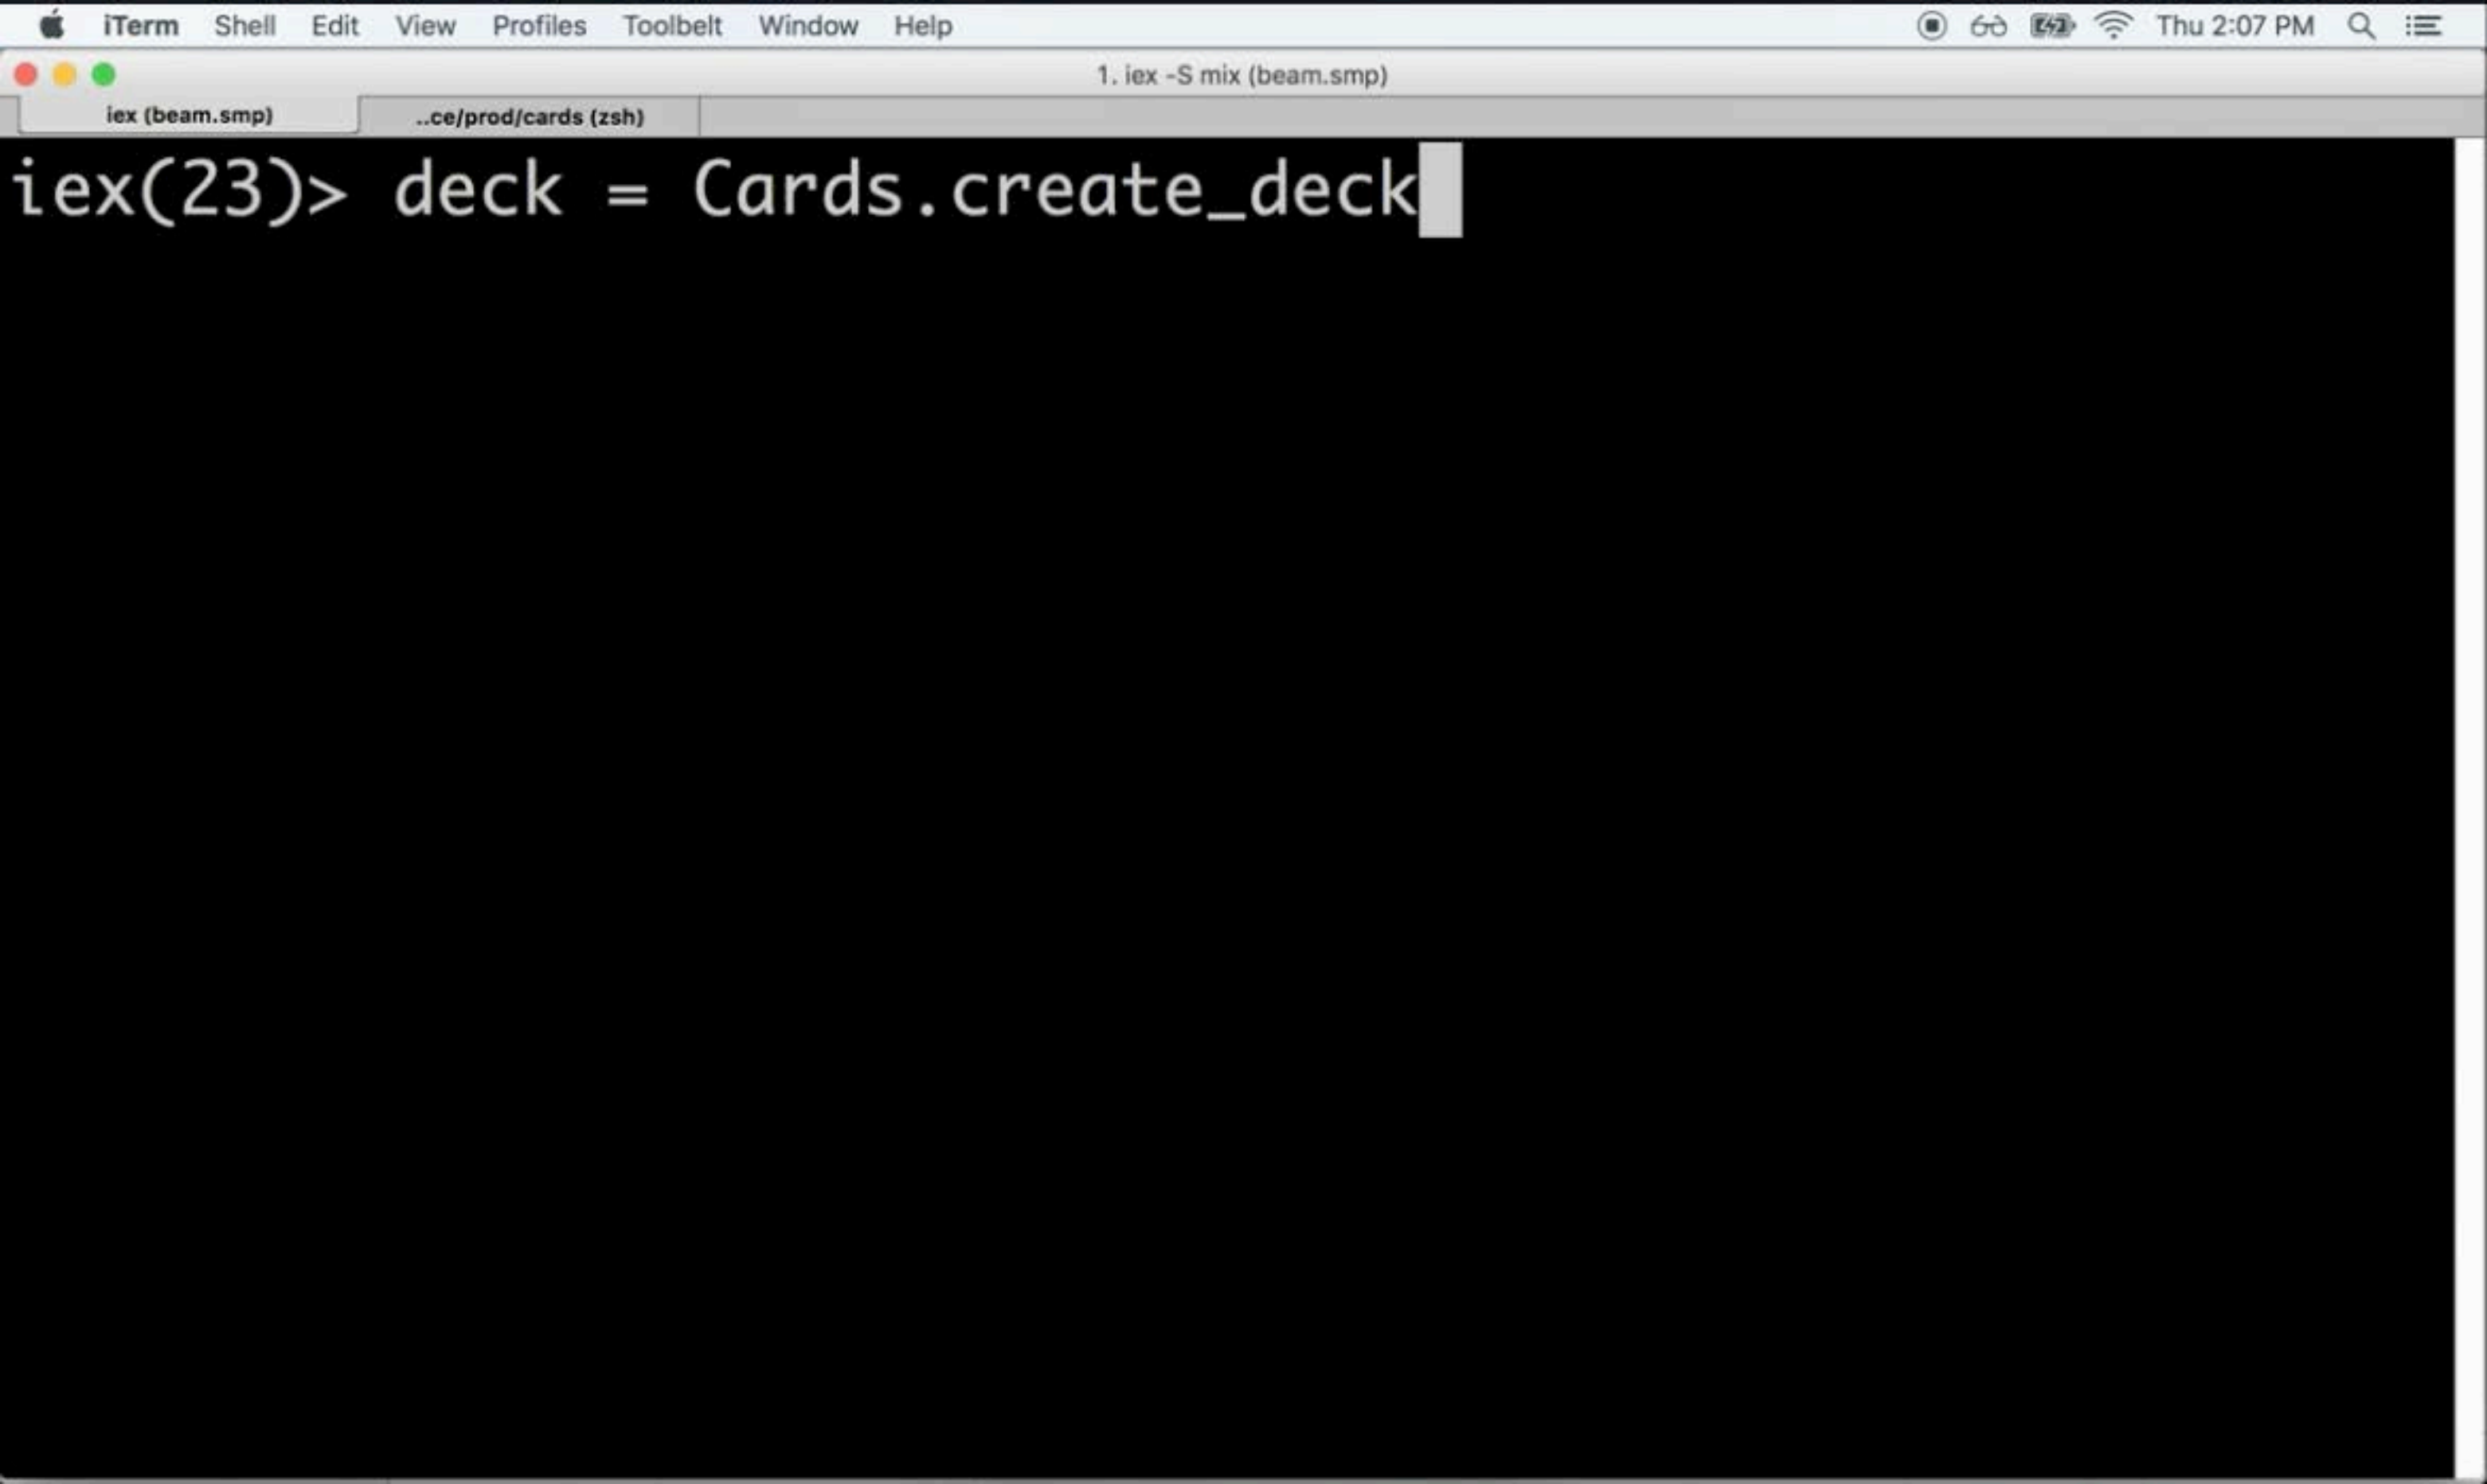 iTerm Shell Edit View Profiles Toolbelt Window Help Thu 2:07 PM
1. iex -S mix (beam.smp)
iex (beam.smp) ..ce/prod/cards (zsh)
iex(23)> deck = Cards.create_deck